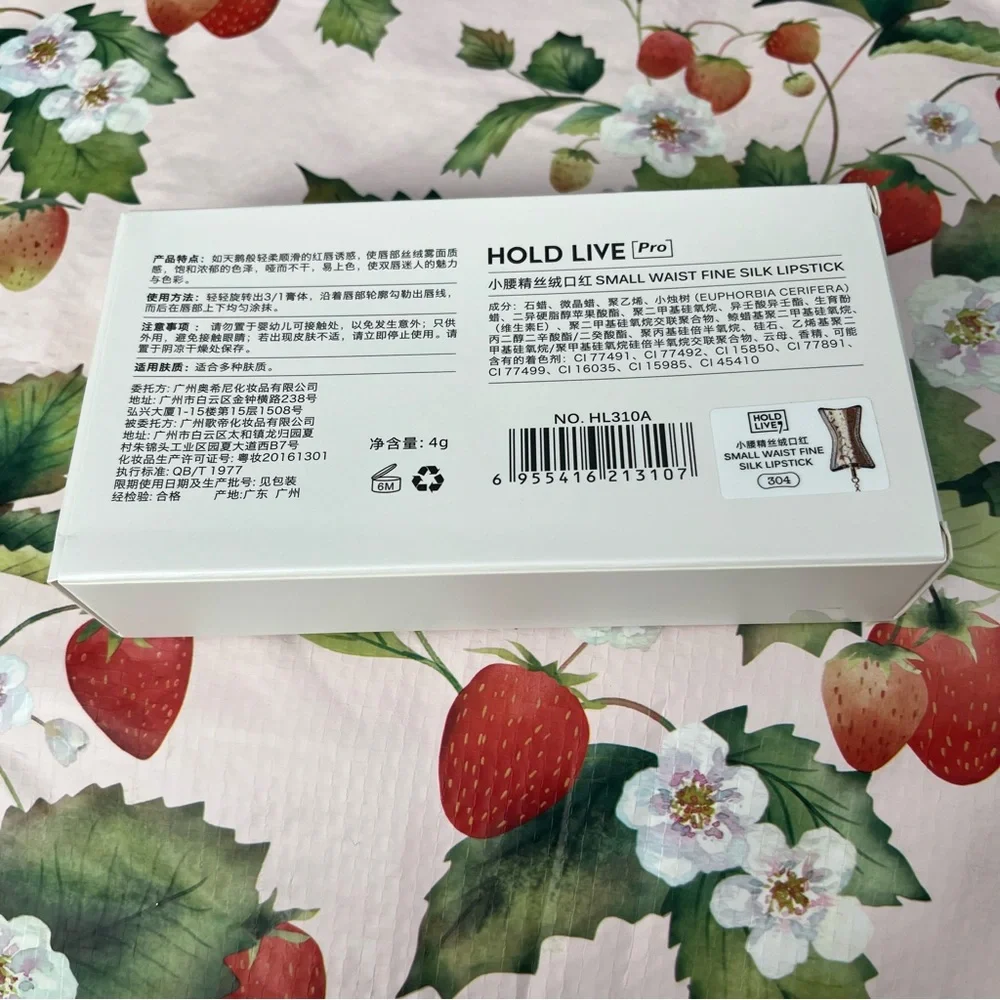 产品特点：如天鹅般轻柔顺滑的红唇诱惑，使唇部丝绒雾面质
感，饱和浓郁的色泽，哑而不干，易上色，使双唇迷人的魅力
与色彩。
使用方法：轻轻旋转出3/1膏体，沿着唇部轮廓勾勒出唇线，
而后在唇部上下均匀涂抹。
注意事项：请勿置于婴幼儿可接触处，以免发生意外；只供
外用，避免接触眼睛；若出现皮肤不适，请立即停止使用。请
置于阴凉干燥处保存。
适用肤质：适合多种肤质。
委托方：广州奥希尼化妆品有限公司
地址：广州市白云区金钟横路238号
弘兴大厦1-15楼第15层1508号
被委托方：广州歌帝化妆品有限公司
地址：广州市白云区太和镇龙归园夏
村朱锦头工业区园夏大道西B7号
化妆品生产许可证号：粤妆20161301
执行标准：QB/T 1977
限期使用日期及生产批号：见包装
经检验：合格 产地:广东 广州
净含量：4g
6M
HOLD LIVE [Pro]
小腰精丝绒口红 SMALL WAIST FINE SILK LIPSTICK
成分：石蜡、微晶蜡、聚乙烯、小烛树（EUPHORBIA CERIFERA）
蜡、二异硬脂醇苹果酸酯、聚二甲基硅氧烷、异壬酸异壬酯、生育酚
（维生素E）、聚二甲基硅氧烷交联聚合物、鲸蜡基聚二甲基硅氧烷、
丙二醇二辛酸酯/二癸酸酯、聚丙基硅倍半氧烷、硅石、乙烯基聚二
甲基硅氧烷/聚甲基硅氧烷硅倍半氧烷交联聚合物、云母、香精、可能
含有的着色剂：CI 77491、CI 77492、CI 15850、CI 77891、
CI 77499、CI 16035、CI 15985、CI 45410
NO. HL310A
6 955416 213107
HOLD
LIVE
小腰精丝绒口红
SMALL WAIST FINE
SILK LIPSTICK
304